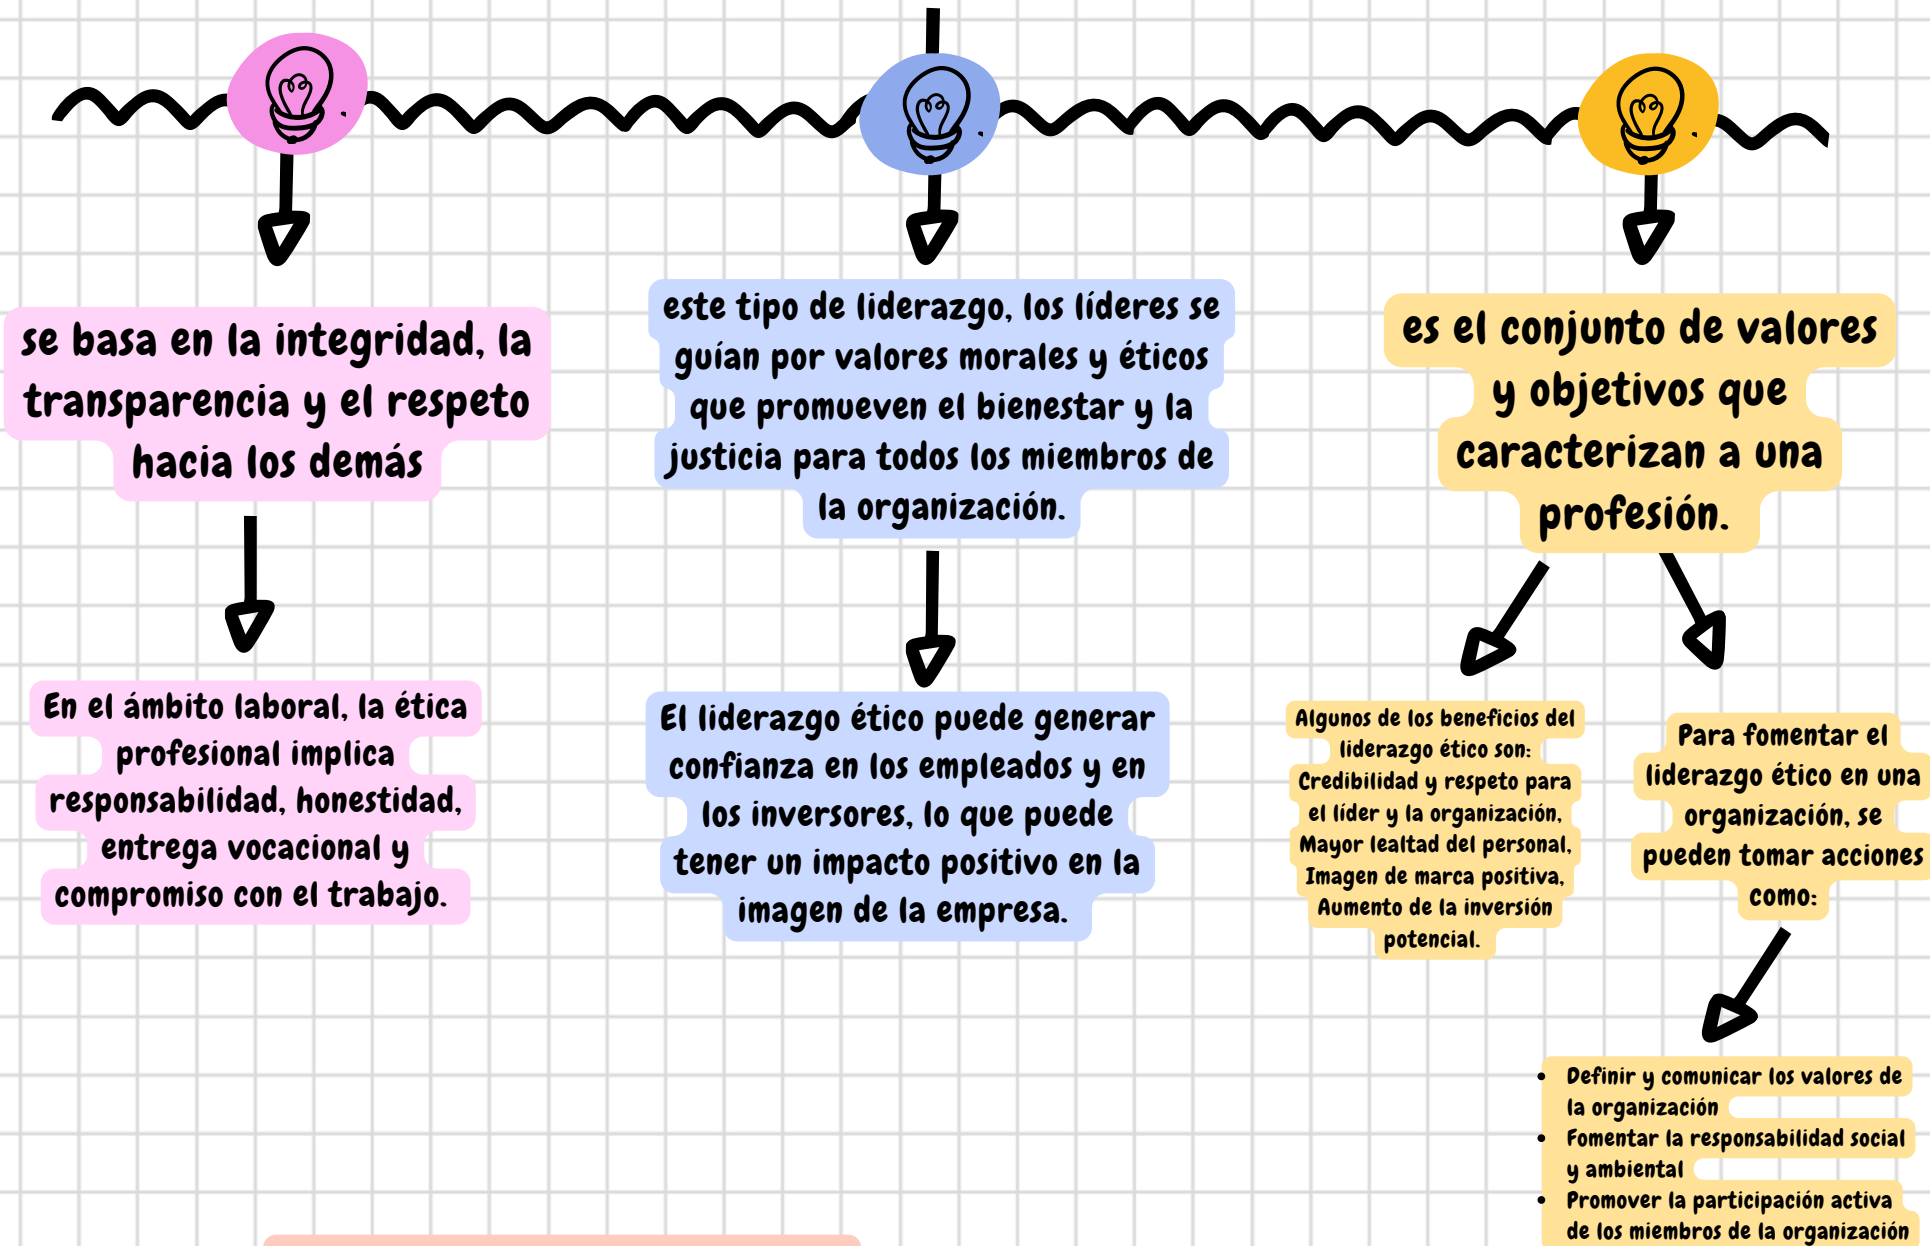 se basa en la integridad, la
transparencia y el respeto
hacia los demás
En el ámbito laboral, la ética
profesional implica
responsabilidad, honestidad,
entrega vocacional y
compromiso con el trabajo.
este tipo de liderazgo, los líderes se
guían por valores morales y éticos
que promueven el bienestar y la
justicia para todos los miembros de
la organización.
El liderazgo ético puede generar
confianza en los empleados y en
los inversores, lo que puede
tener un impacto positivo en la
imagen de la empresa.
es el conjunto de valores
y objetivos que
caracterizan a una
profesión.
Algunos de los beneficios del
liderazgo ético son:
Credibilidad y respeto para
el líder y la organización,
Mayor lealtad del personal,
Imagen de marca positiva,
Aumento de la inversión
potencial.
Para fomentar el
liderazgo ético en una
organización, se
pueden tomar acciones
como:
• Definir y comunicar los valores de
la organización
• Fomentar la responsabilidad social
y ambiental
• Promover la participación activa
de los miembros de la organización